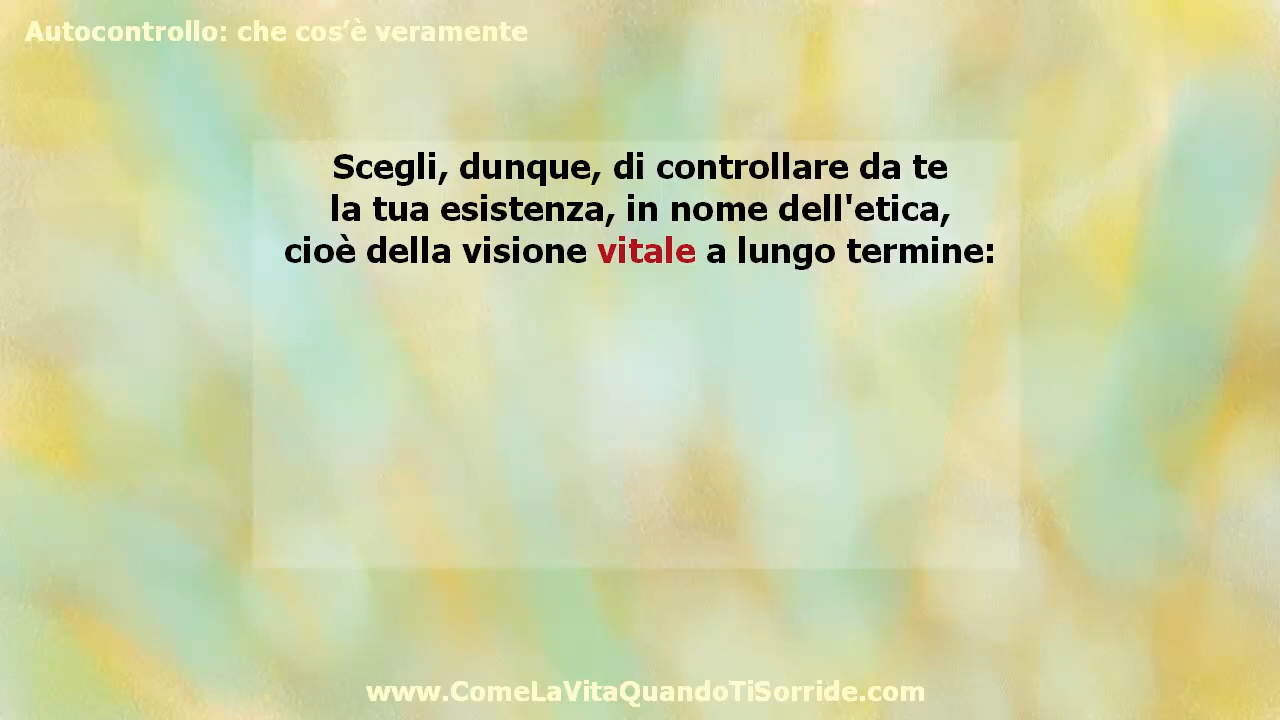 Autocontrollo: che cos’è veramente
Scegli, dunque, di controllare da te
la tua esistenza, in nome dell'etica,
cioè della visione vitale a lungo termine:
www.ComeLaVitaQuandoTiSorride.com